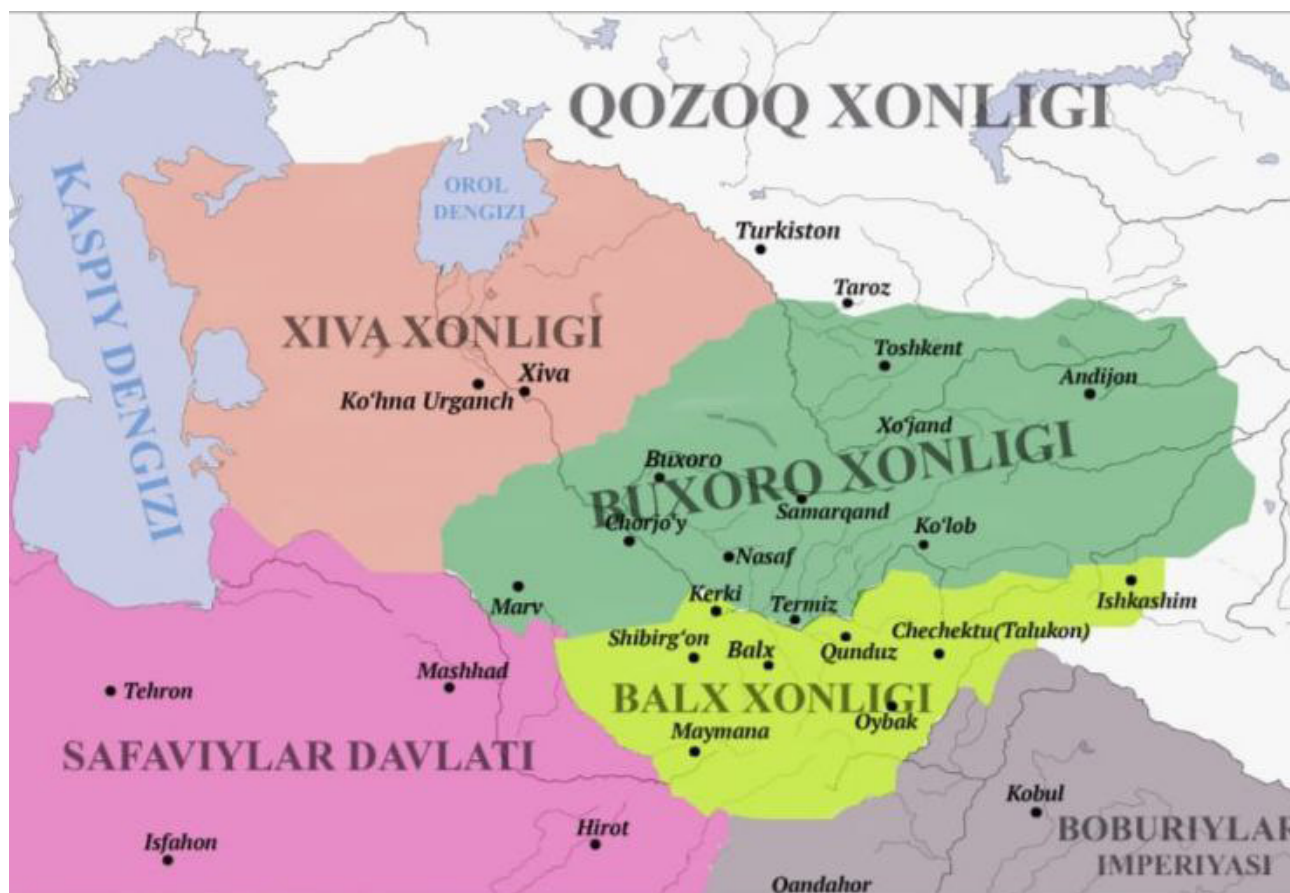 QOZOQ XONLIGI
KASPIY DENGIZI
OROL
DENGIZI
Turkiston
Taroz
XIVA XONLIGI
Toshkent
Xiva
Andijon
Ko‘hna Urganch
Xo‘jand
Buxoro
BUXORO XONLIGI
Samarqand
Chorjo‘y
Ko‘lob
Nasaf
Marv
Kerki
Termiz
Ishkashim
Shibirg‘on
Balx
Qunduz
Chechektu(Talukon)
Mashhad
Tehron
BALX XONLIGI
Oybak
Maymana
SAFAVIYLAR DAVLATI
Kobul
Hirot
BOBURIYLAR
IMPERIYASI
Isfahon
Qandahor